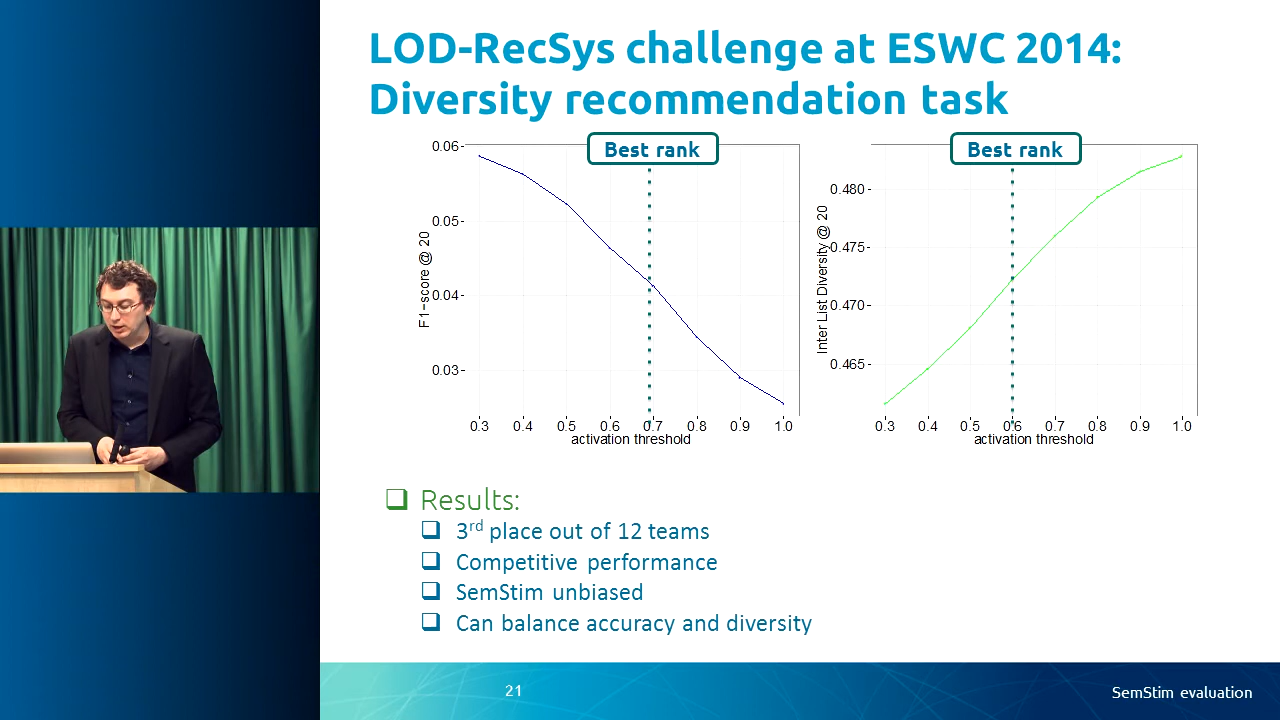 LOD-RecSys challenge at ESWC 2014:
Diversity recommendation task
Best rank
0.06
0.05
0.04
0.03
F1-score @ 20
0.3 0.4 0.5 0.6 0.7 0.8 0.9 1.0
activation threshold
Best rank
0.480
0.475
0.470
0.465
Inter List Diversity @ 20
0.3 0.4 0.5 0.6 0.7 0.8 0.9 1.0
activation threshold
Results:
3rd place out of 12 teams
Competitive performance
SemStim unbiased
Can balance accuracy and diversity
21
SemStim evaluation